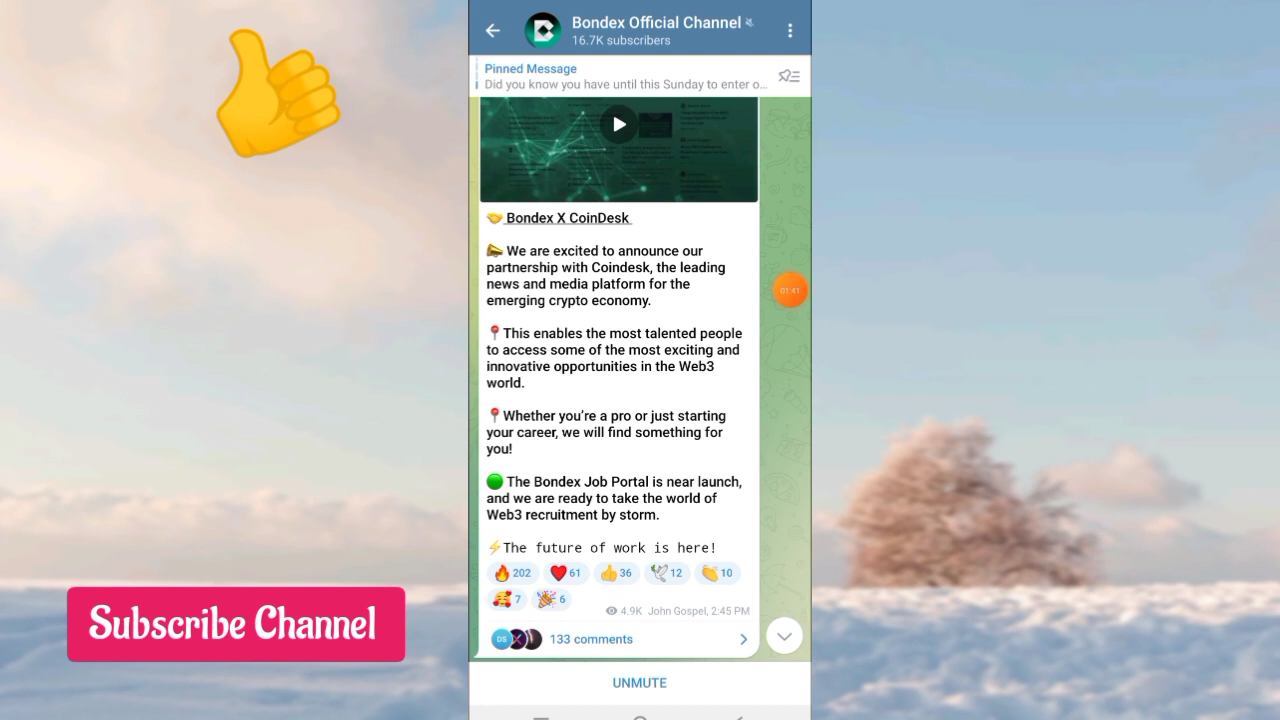 Bondex Official Channel
16.7K subscribers
Pinned Message
Did you know you have until this Sunday to enter o...
Bondex X CoinDesk
We are excited to announce our
partnership with Coindesk, the leading
news and media platform for the
emerging crypto economy.
This enables the most talented people
to access some of the most exciting and
innovative opportunities in the Web3
world.
Whether you're a pro or just starting
your career, we will find something for
you!
The Bondex Job Portal is near launch,
and we are ready to take the world of
Web3 recruitment by storm.
The future of work is here!
202 61 36 12 10
7 6
4.9K John Gospel, 2:45 PM
DS 133 comments
UNMUTE
01:41
Subscribe Channel